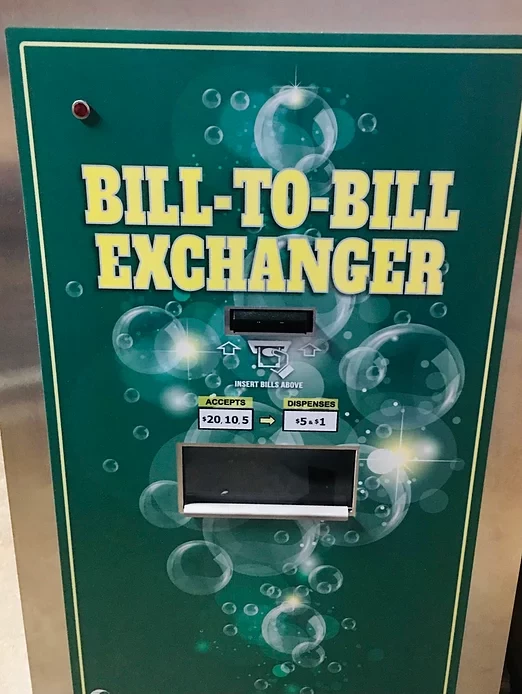 BILL-TO-BILL
EXCHANGER
INSERT BILLS ABOVE
ACCEPTS DISPENSES
$20, 10, 5 $5 & $1